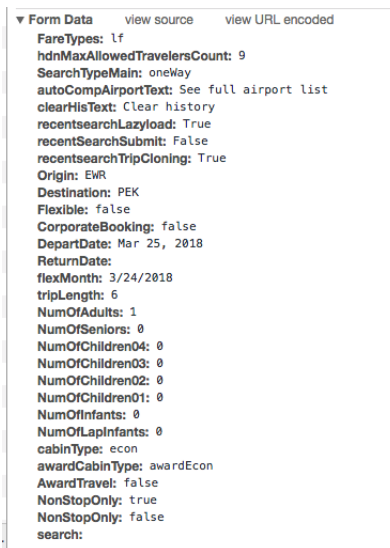 ▼ Form Data view source view URL encoded
FareTypes: lf
hdnMaxAllowedTravelersCount: 9
SearchTypeMain: oneWay
autoCompAirportText: See full airport list
clearHisText: Clear history
recentsearchLazyload: True
recentSearchSubmit: False
recentsearchTripCloning: True
Origin: EWR
Destination: PEK
Flexible: false
CorporateBooking: false
DepartDate: Mar 25, 2018
ReturnDate:
flexMonth: 3/24/2018
tripLength: 6
NumOfAdults: 1
NumOfSeniors: 0
NumOfChildren04: 0
NumOfChildren03: 0
NumOfChildren02: 0
NumOfChildren01: 0
NumOfInfants: 0
NumOfLapInfants: 0
cabinType: econ
awardCabinType: awardEcon
AwardTravel: false
NonStopOnly: true
NonStopOnly: false
search: